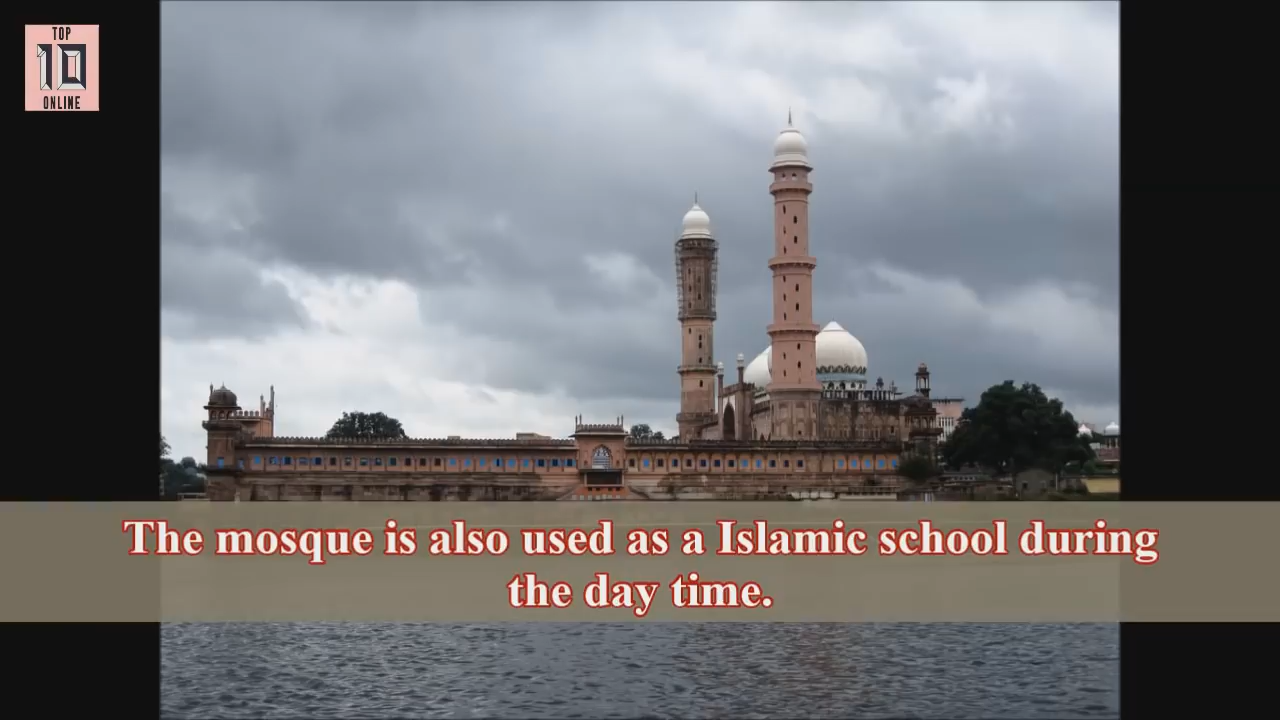 TOP
10
ONLINE
The mosque is also used as a Islamic school during
the day time.